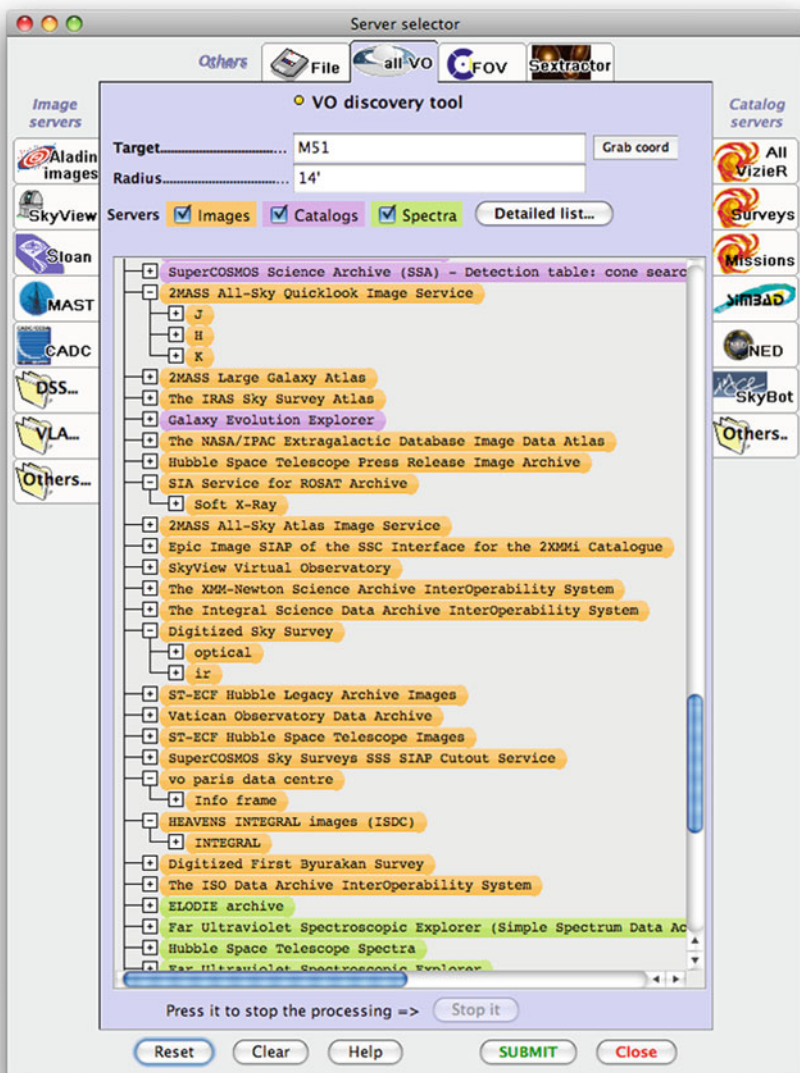 Server selector
Others
File
all VO
FOV
Sextractor
Image
servers
Aladin
images
SkyView
Sloan
MAST
CADC
DSS...
VLA...
Others...
VO discovery tool
Target.............................
M51
Grab coord
Radius.............................
14'
Servers Images Catalogs Spectra Detailed list...
SuperCOSMOS Science Archive (SSA) - Detection table: cone searc
2MASS All-Sky Quicklook Image Service
J
H
K
2MASS Large Galaxy Atlas
The IRAS Sky Survey Atlas
Galaxy Evolution Explorer
The NASA/IPAC Extragalactic Database Image Data Atlas
Hubble Space Telescope Press Release Image Archive
SIA Service for ROSAT Archive
Soft X-Ray
2MASS All-Sky Atlas Image Service
Epic Image SIAP of the SSC Interface for the 2XMMi Catalogue
SkyView Virtual Observatory
The XMM-Newton Science Archive InterOperability System
The Integral Science Data Archive InterOperability System
Digitized Sky Survey
optical
ir
ST-ECF Hubble Legacy Archive Images
Vatican Observatory Data Archive
ST-ECF Hubble Space Telescope Images
SuperCOSMOS Sky Surveys SSS SIAP Cutout Service
vo paris data centre
Info frame
HEAVENS INTEGRAL images (ISDC)
INTEGRAL
Digitized First Byurakan Survey
The ISO Data Archive InterOperability System
ELODIE archive
Far Ultraviolet Spectroscopic Explorer (Simple Spectrum Data Ac
Hubble Space Telescope Spectra
Far Ultraviolet Spectroscopic Explorer
Press it to stop the processing => Stop it
Reset Clear Help SUBMIT Close
Catalog
servers
All
VizieR
Surveys
Missions
SIMBAD
NED
SkyBot
Others..